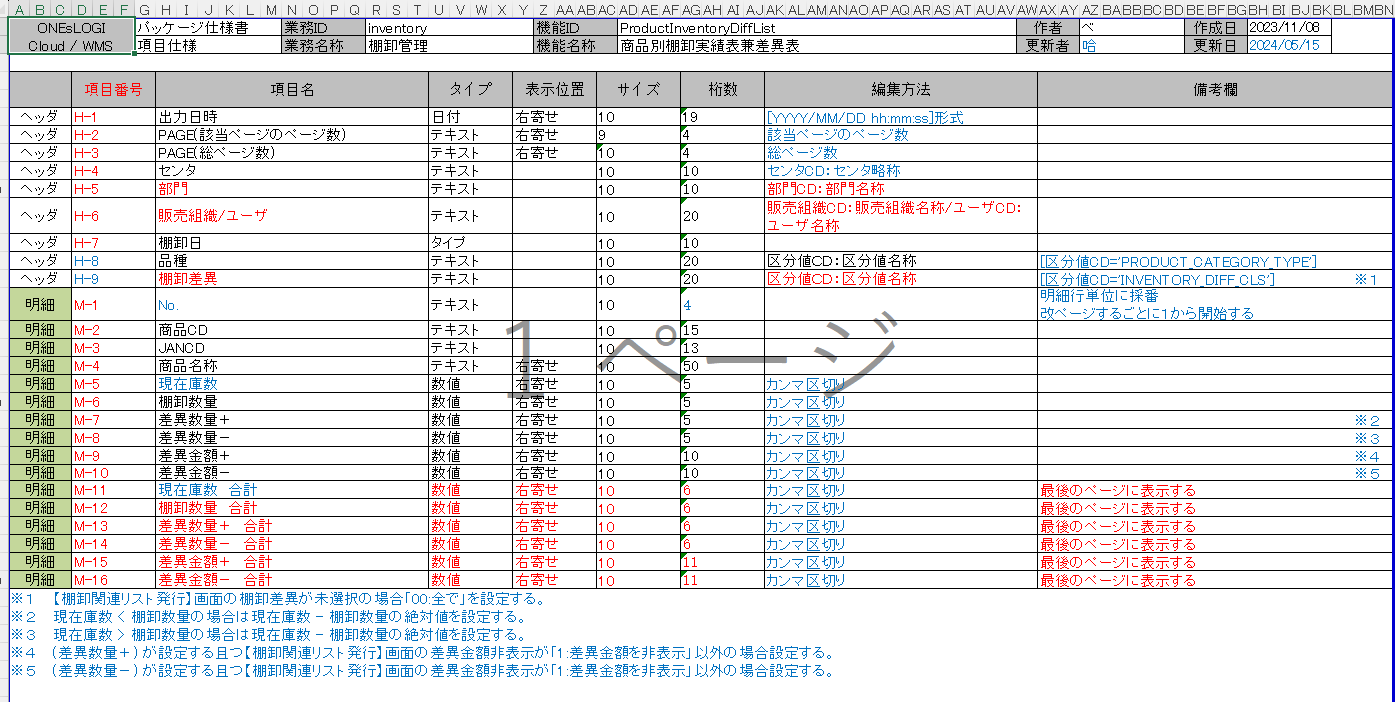 A B C D E F G H I J K L M N O P Q R S T U V W X Y Z AA AB AC AD AE AF AG AH AI AJ AK AL AM AN AO AP AQ AR AS AT AU AV AW AX AY AZ BA BB BC BD BE BF BG BH BI BJ BK BL BM BN
ONEsLOGI パッケージ仕様書 業務ID inventory 機能ID ProductInventoryDiffList 作者 ベ 作成日 2023/11/08
Cloud / WMS 項目仕様 業務名称 棚卸管理 機能名称 商品別棚卸実績表兼差異表 更新者 哈 更新日 2024/05/15
項目番号 項目名 タイプ 表示位置 サイズ 桁数 編集方法 備考欄
ヘッダ H-1 出力日時 日付 右寄せ 10 19 [YYYY/MM/DD hh:mm:ss]形式
ヘッダ H-2 PAGE(該当ページのページ数) テキスト 右寄せ 9 4 該当ページのページ数
ヘッダ H-3 PAGE(総ページ数) テキスト 右寄せ 10 4 総ページ数
ヘッダ H-4 センタ テキスト 10 10 センタCD:センタ略称
ヘッダ H-5 部門 テキスト 10 10 部門CD:部門名称
ヘッダ H-6 販売組織/ユーザ テキスト 10 20 販売組織CD:販売組織名称/ユーザCD:
ユーザ名称
ヘッダ H-7 棚卸日 タイプ 10 10
ヘッダ H-8 品種 テキスト 10 20 区分値CD:区分値名称 [区分値CD='PRODUCT_CATEGORY_TYPE']
ヘッダ H-9 棚卸差異 テキスト 10 20 区分値CD:区分値名称 [区分値CD='INVENTORY_DIFF_CLS'] ※1
明細 M-1 No. テキスト 10 4 明細行単位に採番
改ページするごとに1から開始する
明細 M-2 商品CD テキスト 10 15
明細 M-3 JANCD テキスト 10 13
明細 M-4 商品名称 テキスト 右寄せ 10 50
1 ページ
明細 M-5 現在庫数 数値 右寄せ 10 5 カンマ区切り
明細 M-6 棚卸数量 数値 右寄せ 10 5 カンマ区切り
明細 M-7 差異数量+ 数値 右寄せ 10 5 カンマ区切り ※2
明細 M-8 差異数量- 数値 右寄せ 10 5 カンマ区切り ※3
明細 M-9 差異金額+ 数値 右寄せ 10 10 カンマ区切り ※4
明細 M-10 差異金額- 数値 右寄せ 10 10 カンマ区切り ※5
明細 M-11 現在庫数 合計 数値 右寄せ 10 6 カンマ区切り 最後のページに表示する
明細 M-12 棚卸数量 合計 数値 右寄せ 10 6 カンマ区切り 最後のページに表示する
明細 M-13 差異数量+ 合計 数値 右寄せ 10 6 カンマ区切り 最後のページに表示する
明細 M-14 差異数量- 合計 数値 右寄せ 10 6 カンマ区切り 最後のページに表示する
明細 M-15 差異金額+ 合計 数値 右寄せ 10 11 カンマ区切り 最後のページに表示する
明細 M-16 差異金額- 合計 数値 右寄せ 10 11 カンマ区切り 最後のページに表示する
※1 【棚卸関連リスト発行】画面の棚卸差異が未選択の場合「00:全て」を設定する。
※2 現在庫数 < 棚卸数量の場合は現在庫数 - 棚卸数量の絶対値を設定する。
※3 現在庫数 > 棚卸数量の場合は現在庫数 - 棚卸数量の絶対値を設定する。
※4 (差異数量+)が設定する且つ【棚卸関連リスト発行】画面の差異金額非表示が「1:差異金額を非表示」以外の場合設定する。
※5 (差異数量-)が設定する且つ【棚卸関連リスト発行】画面の差異金額非表示が「1:差異金額を非表示」以外の場合設定する。